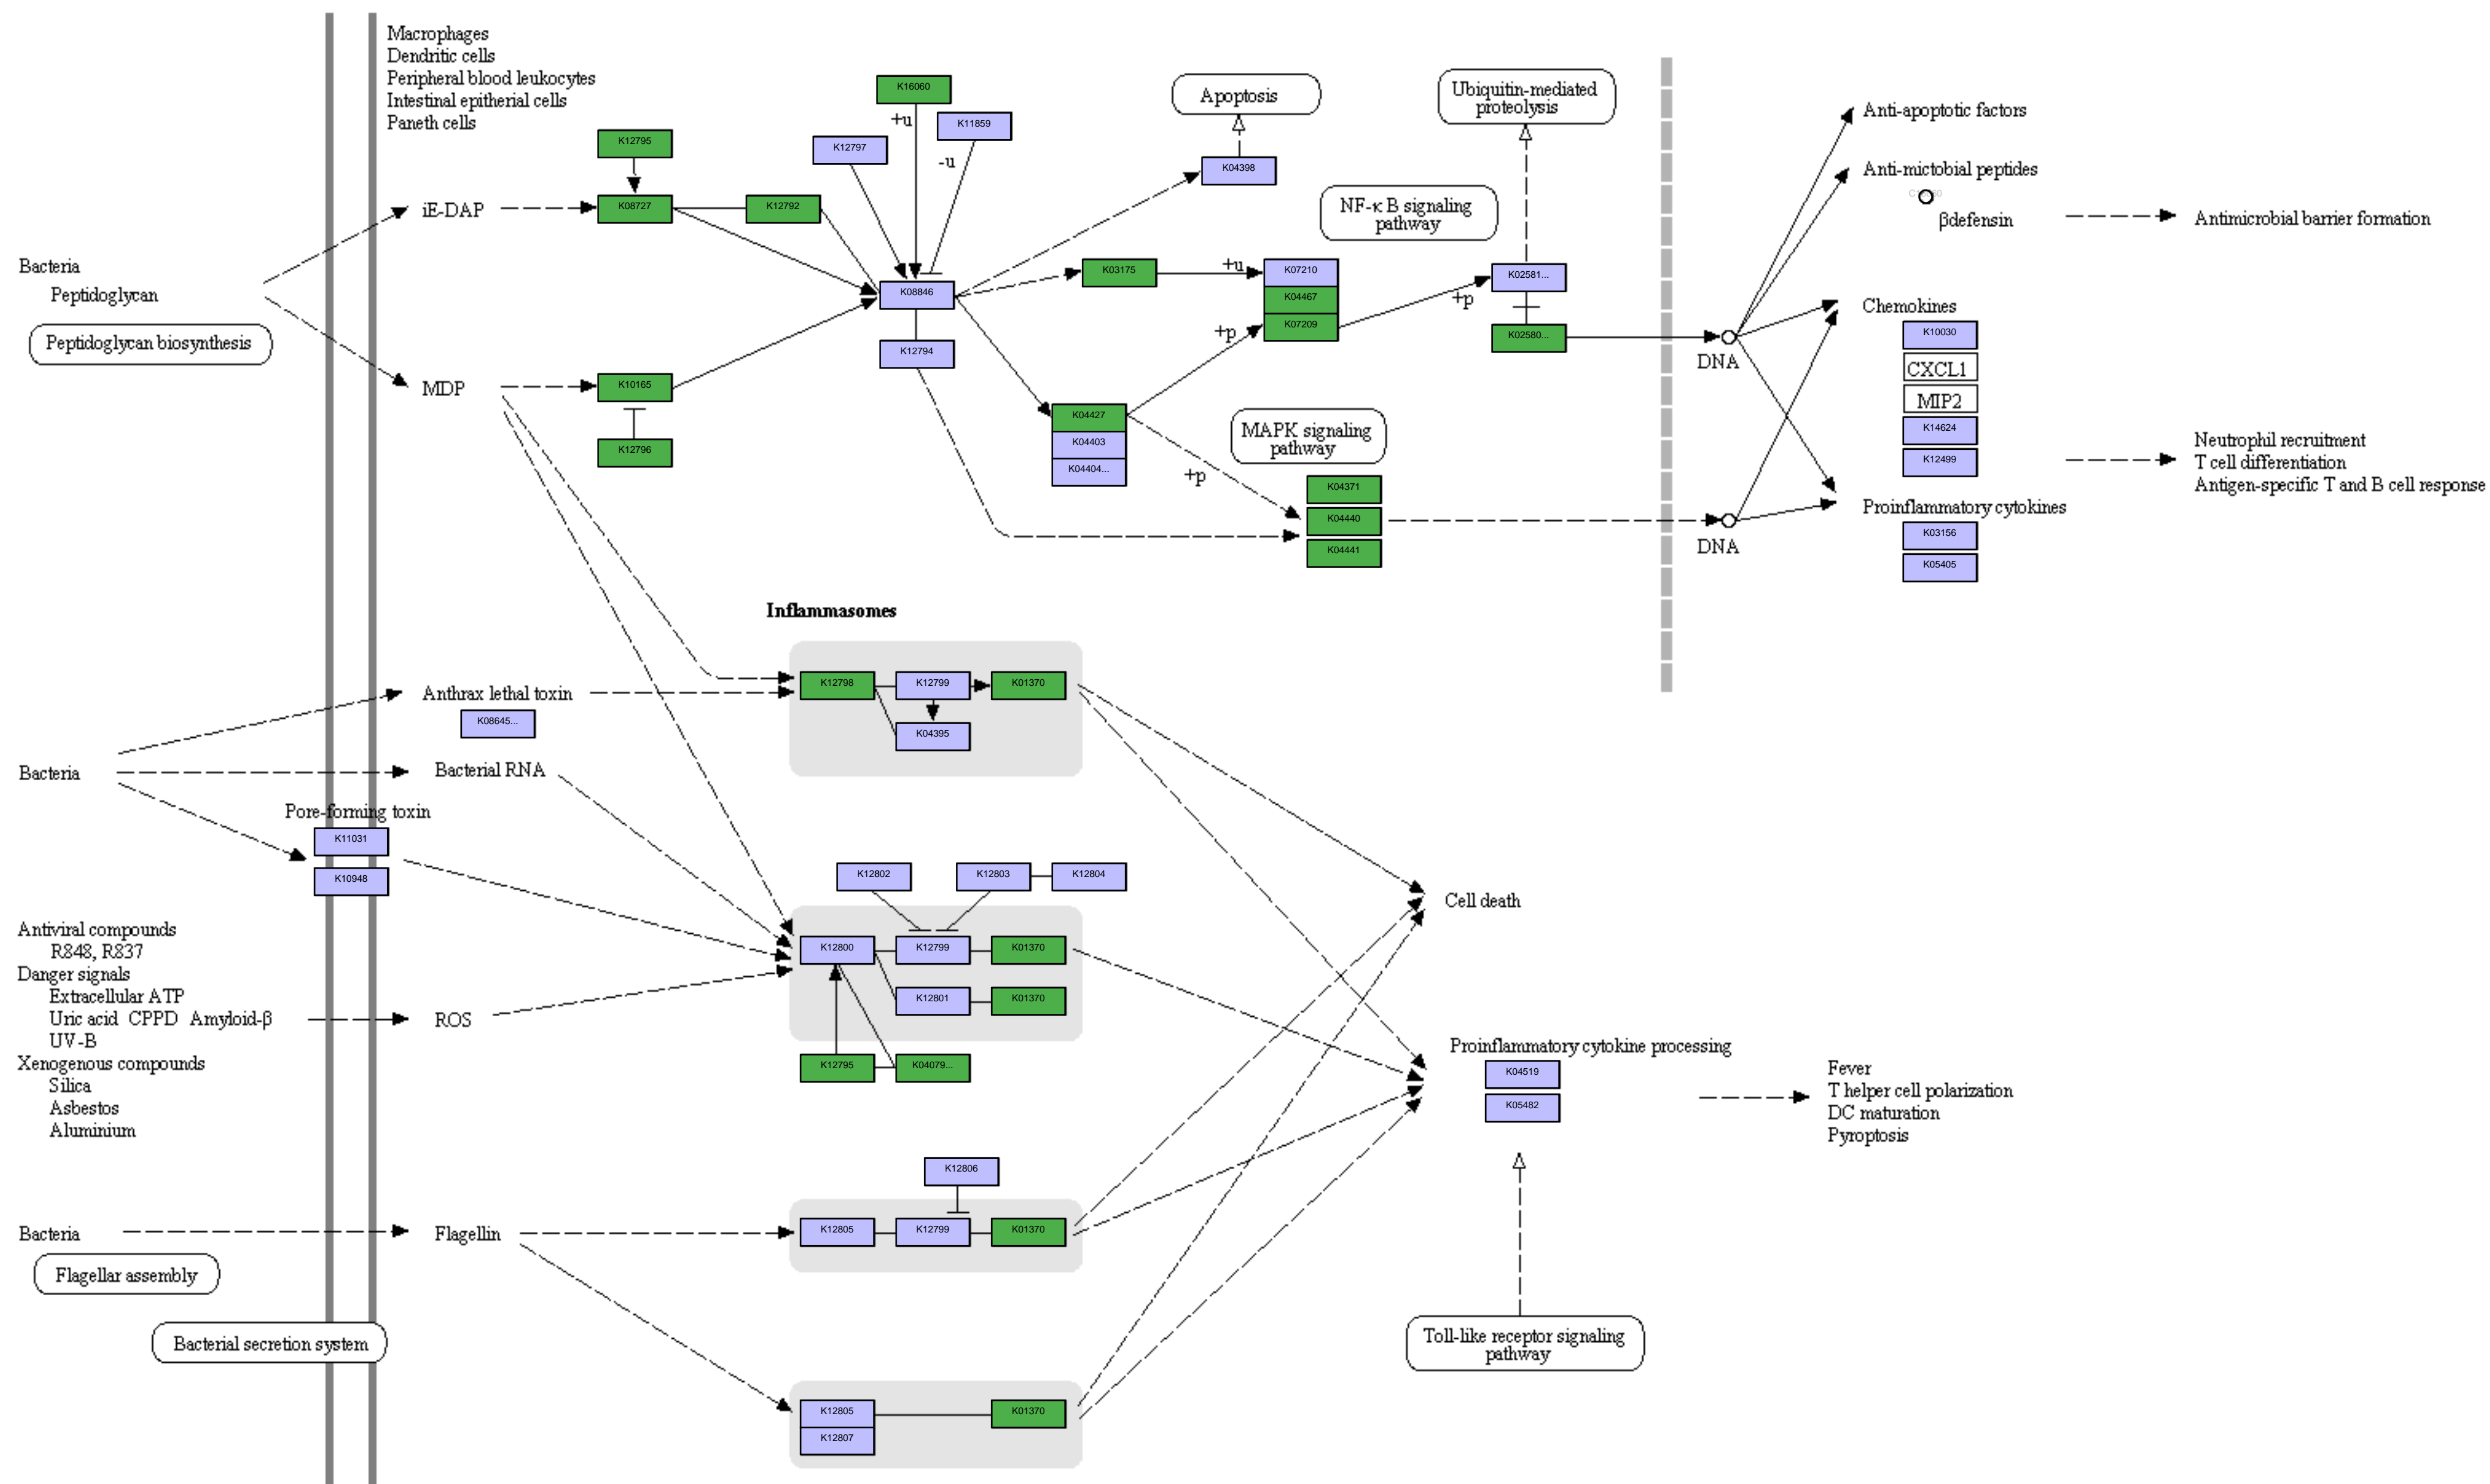 Macrophages
Dendritic cells
Peripheral blood leukocytes
Intestinal epitherial cells
Paneth cells
K16060
+u
K11859
-u
K12795
K12797
Apoptosis
K04398
Ubiquitin-mediated
proteolysis
Anti-apoptotic factors
Anti-mictobial peptides
βdefensin
Antimicrobial barrier formation
iE-DAP
K08727
K12792
NF-κ B signaling
pathway
Bacteria
Peptidoglycan
Peptidoglycan biosynthesis
K08846
K12794
K03175
+u
K07210
K04467
K07209
+p
+p
K02581...
K02580...
DNA
Chemokines
K10030
CXCL1
MIP2
K14624
K12499
MDP
K10165
K12796
K04427
K04403
K04404...
MAPK signaling
pathway
+p
K04371
K04440
K04441
DNA
Neutrophil recruitment
T cell differentiation
Antigen-specific T and B cell response
Proinflammatory cytokines
K03156
K05405
Inflammasomes
Anthrax lethal toxin
K08645...
K12798
K12799
K01370
K04395
Bacteria
Bacterial RNA
Pore-forming toxin
K11031
K10948
K12802
K12803
K12804
Cell death
Antiviral compounds
R848, R837
Danger signals
Extracellular ATP
Uric acid CPPD Amyloid-β
UV-B
Xenogenous compounds
Silica
Asbestos
Aluminium
ROS
K12800
K12799
K01370
K12801
K01370
K12795
K04079...
Proinflammatory cytokine processing
K04519
K05482
Fever
T helper cell polarization
DC maturation
Pyroptosis
K12806
Bacteria
Flagellin
K12805
K12799
K01370
Flagellar assembly
Bacterial secretion system
Toll-like receptor signaling
pathway
K12805
K01370
K12807